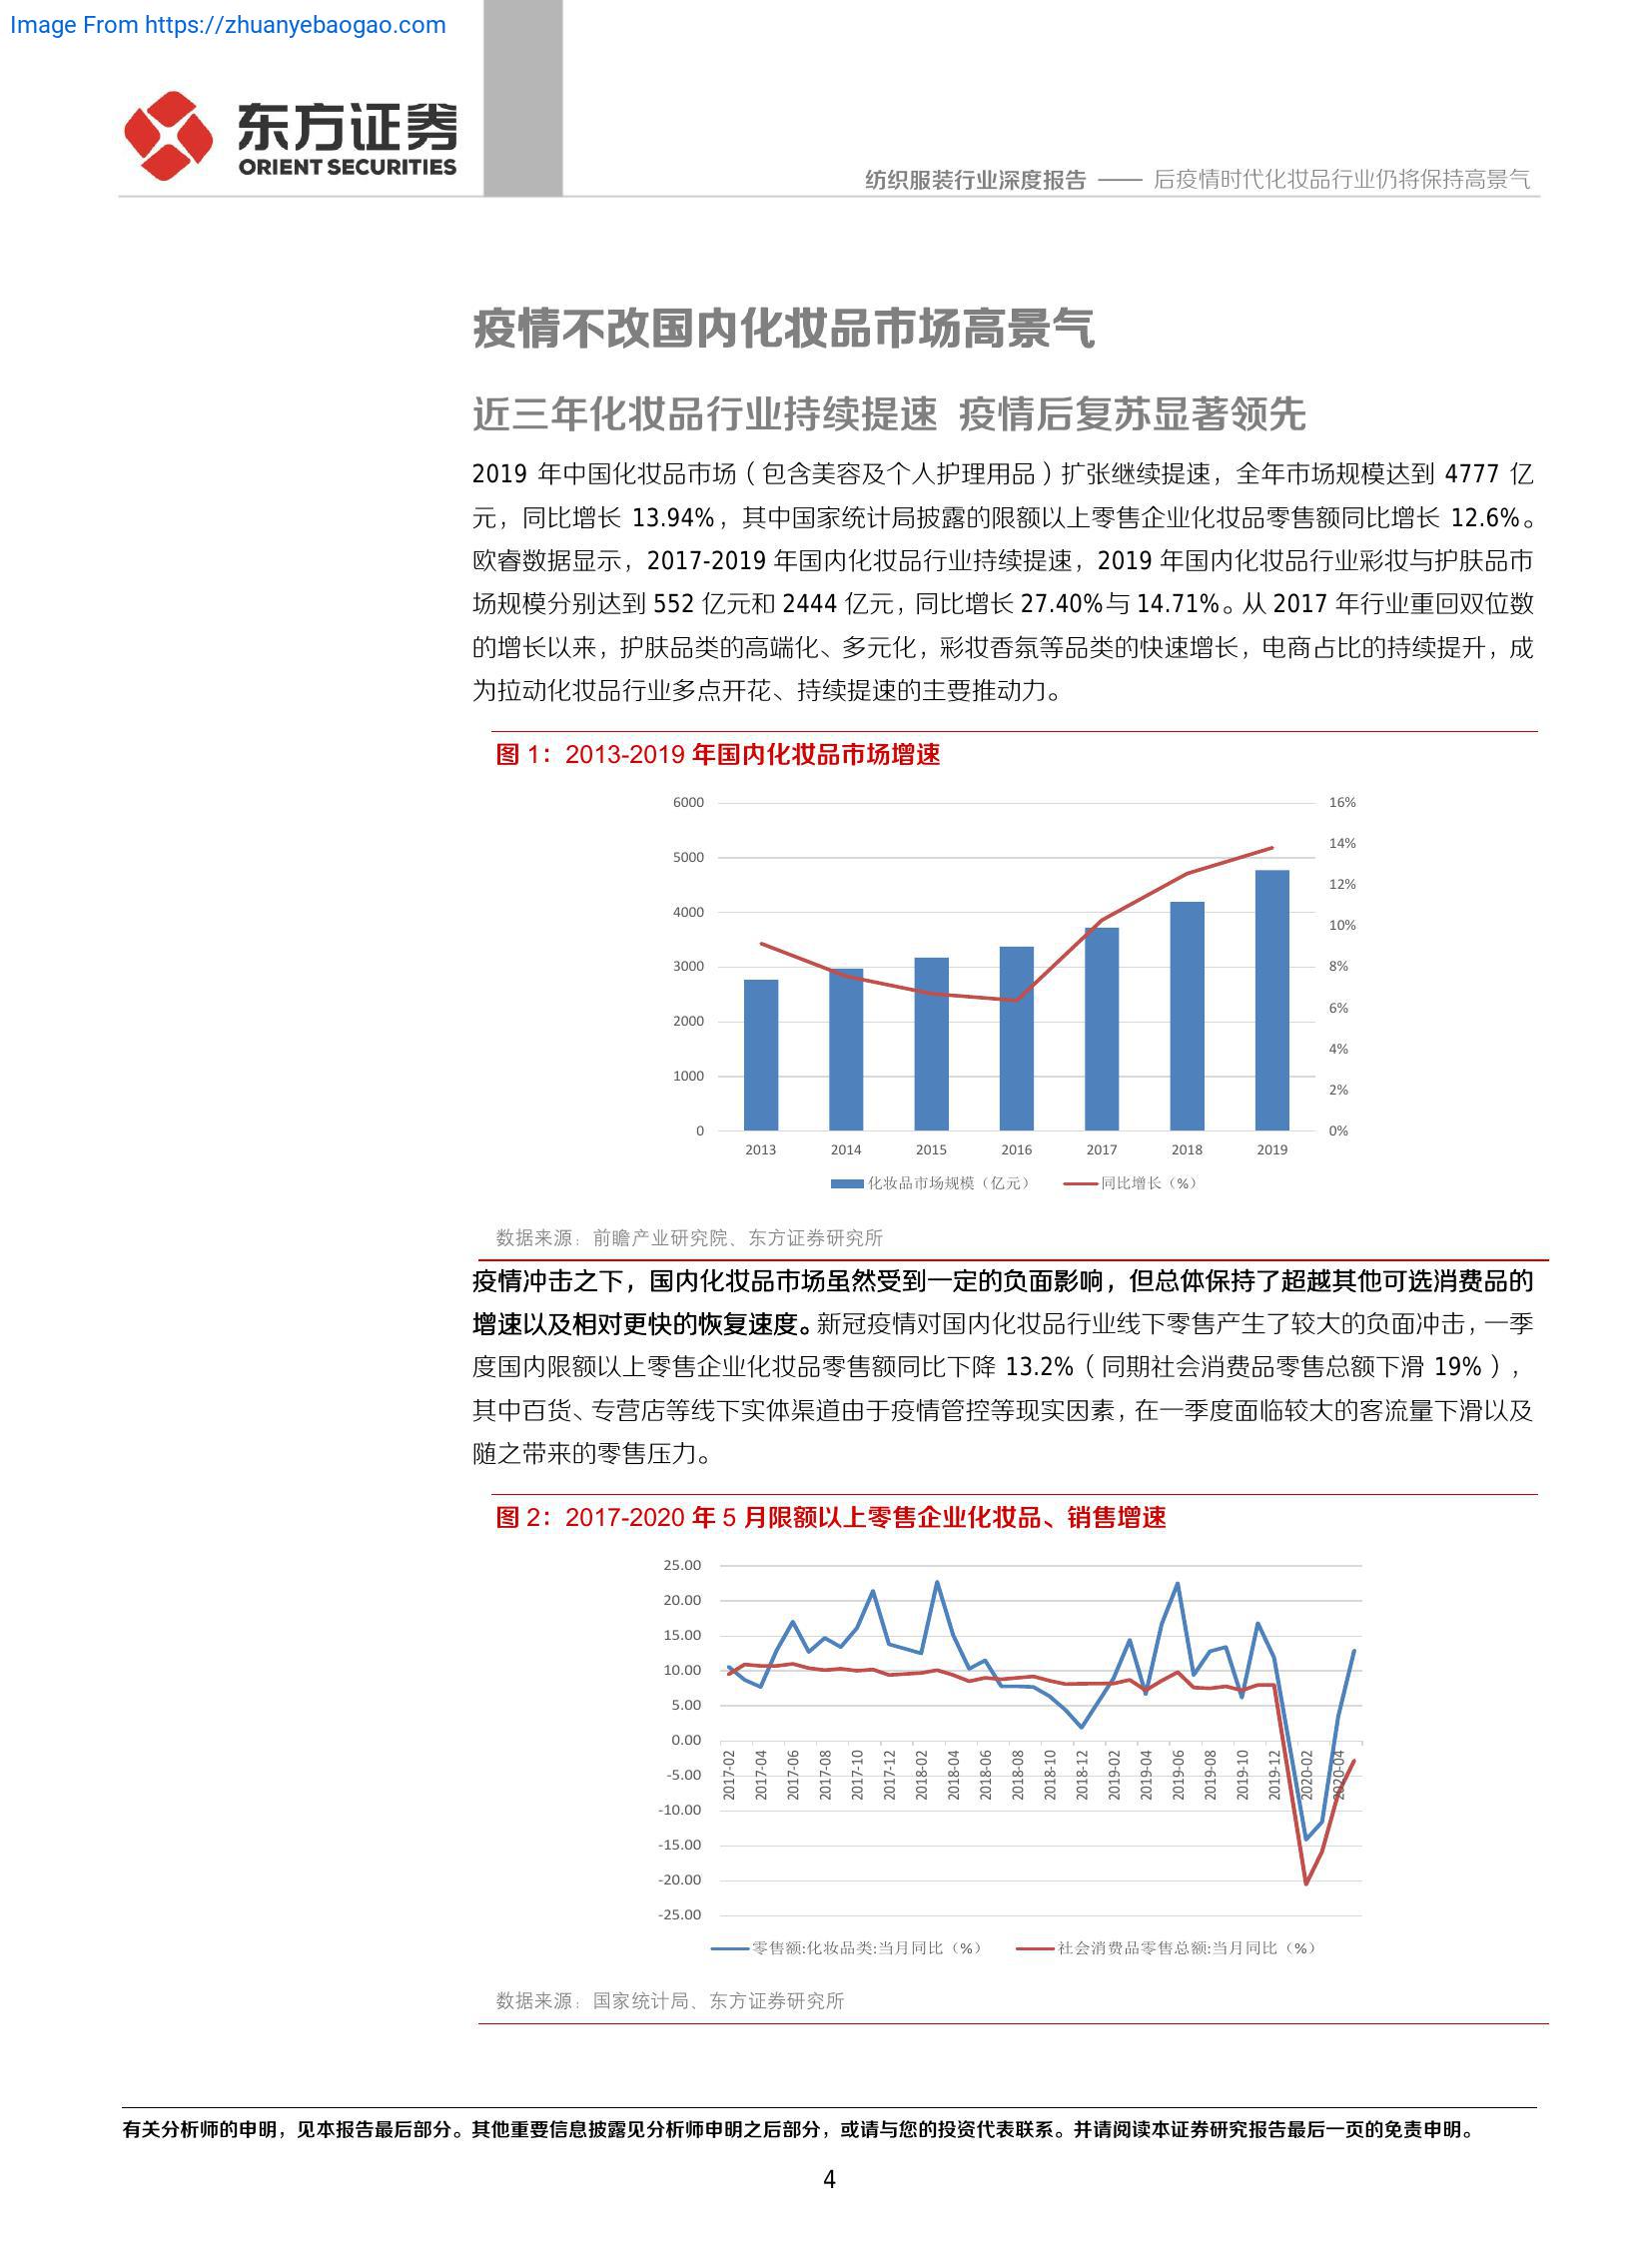 Image From https://zhuanyebaogao.com
东方证券
ORIENT SECURITIES
纺织服装行业深度报告 —— 后疫情时代化妆品行业仍将保持高景气
疫情不改国内化妆品市场高景气
近三年化妆品行业持续提速 疫情后复苏显著领先
2019 年中国化妆品市场（包含美容及个人护理用品）扩张继续提速，全年市场规模达到 4777 亿
元，同比增长 13.94%，其中国家统计局披露的限额以上零售企业化妆品零售额同比增长 12.6%。
欧睿数据显示，2017-2019 年国内化妆品行业持续提速，2019 年国内化妆品行业彩妆与护肤品市
场规模分别达到 552 亿元和 2444 亿元，同比增长 27.40%与 14.71%。从 2017 年行业重回双位数
的增长以来，护肤品类的高端化、多元化，彩妆香氛等品类的快速增长，电商占比的持续提升，成
为拉动化妆品行业多点开花、持续提速的主要推动力。
图 1：2013-2019 年国内化妆品市场增速
6000
5000
4000
3000
2000
1000
0
16%
14%
12%
10%
8%
6%
4%
2%
0%
2013 2014 2015 2016 2017 2018 2019
化妆品市场规模（亿元） 同比增长（%）
数据来源：前瞻产业研究院、东方证券研究所
疫情冲击之下，国内化妆品市场虽然受到一定的负面影响，但总体保持了超越其他可选消费品的
增速以及相对更快的恢复速度。新冠疫情对国内化妆品行业线下零售产生了较大的负面冲击，一季
度国内限额以上零售企业化妆品零售额同比下降 13.2%（同期社会消费品零售总额下滑 19%），
其中百货、专营店等线下实体渠道由于疫情管控等现实因素，在一季度面临较大的客流量下滑以及
随之带来的零售压力。
图 2：2017-2020 年 5 月限额以上零售企业化妆品、销售增速
25.00
20.00
15.00
10.00
5.00
0.00
-5.00
-10.00
-15.00
-20.00
-25.00
2017-02 2017-04 2017-06 2017-08 2017-10 2017-12 2018-02 2018-04 2018-06 2018-08 2018-10 2018-12 2019-02 2019-04 2019-06 2019-08 2019-10 2019-12 2020-02 2020-04
零售额:化妆品类:当月同比（%） 社会消费品零售总额:当月同比（%）
数据来源：国家统计局、东方证券研究所
有关分析师的申明，见本报告最后部分。其他重要信息披露见分析师申明之后部分，或请与您的投资代表联系。并请阅读本证券研究报告最后一页的免责申明。
4